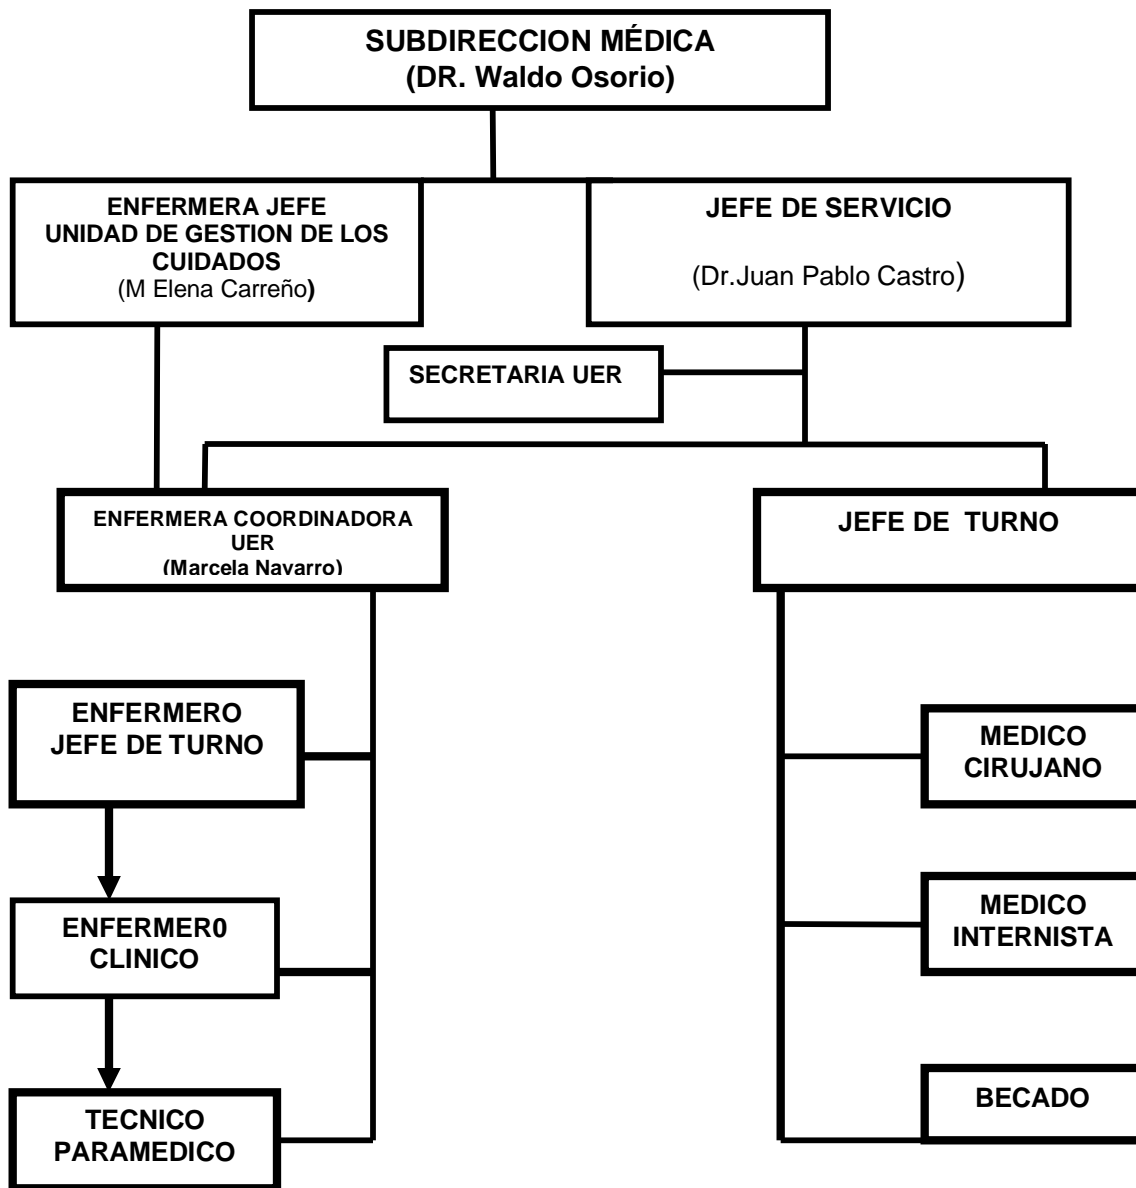 SUBDIRECCION MÉDICA
(DR. Waldo Osorio)
ENFERMERA JEFE
UNIDAD DE GESTION DE LOS
CUIDADOS
(M Elena Carreño)
JEFE DE SERVICIO
(Dr.Juan Pablo Castro)
SECRETARIA UER
ENFERMERA COORDINADORA
UER
(Marcela Navarro)
JEFE DE TURNO
ENFERMERO
JEFE DE TURNO
MEDICO
CIRUJANO
ENFERMER0
CLINICO
MEDICO
INTERNISTA
TECNICO
PARAMEDICO
BECADO